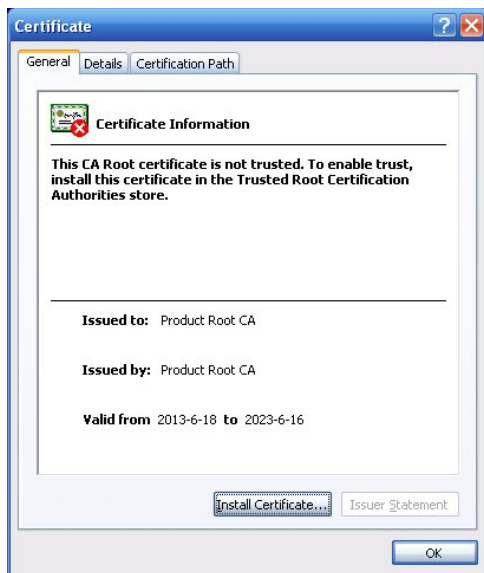 Certificate
General Details Certification Path
Certificate Information
This CA Root certificate is not trusted. To enable trust,
install this certificate in the Trusted Root Certification
Authorities store.
Issued to: Product Root CA
Issued by: Product Root CA
Valid from 2013-6-18 to 2023-6-16
Install Certificate... Issuer Statement
OK